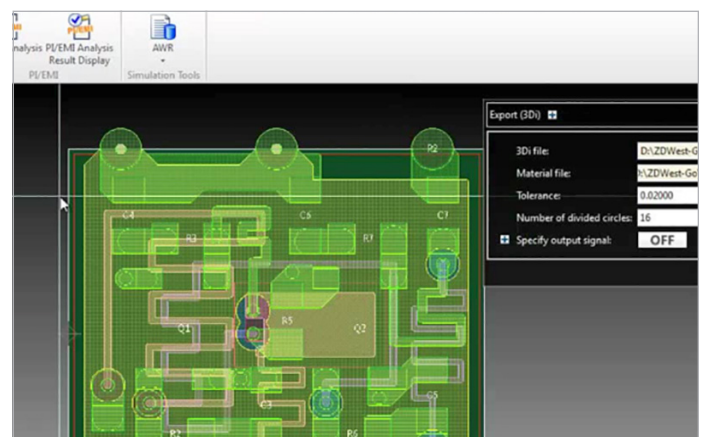 nalysis PI/EMI Analysis
Result Display
AWR
PI/EMI
Simulation Tools
Export (3Di)
3Di file: D:\ZDWest-G
Material file: \ZDWest-Go
Tolerance: 0.02000
Number of divided circles: 16
Specify output signal: OFF
P2
C4 C6 C7
R3 R7
Q1 R5 Q2
C3 C5
R2 R6